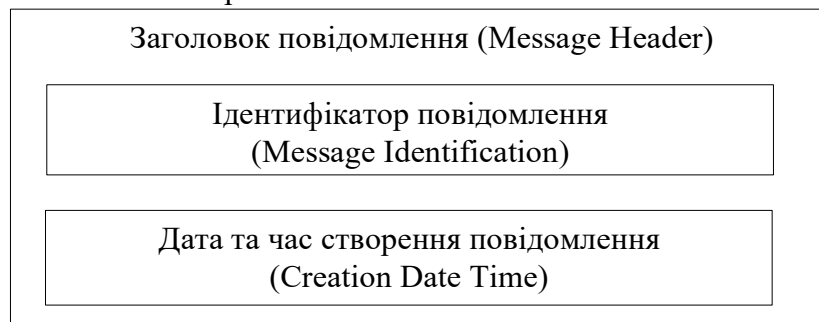 Заголовок повідомлення (Message Header)
Ідентифікатор повідомлення
(Message Identification)
Дата та час створення повідомлення
(Creation Date Time)